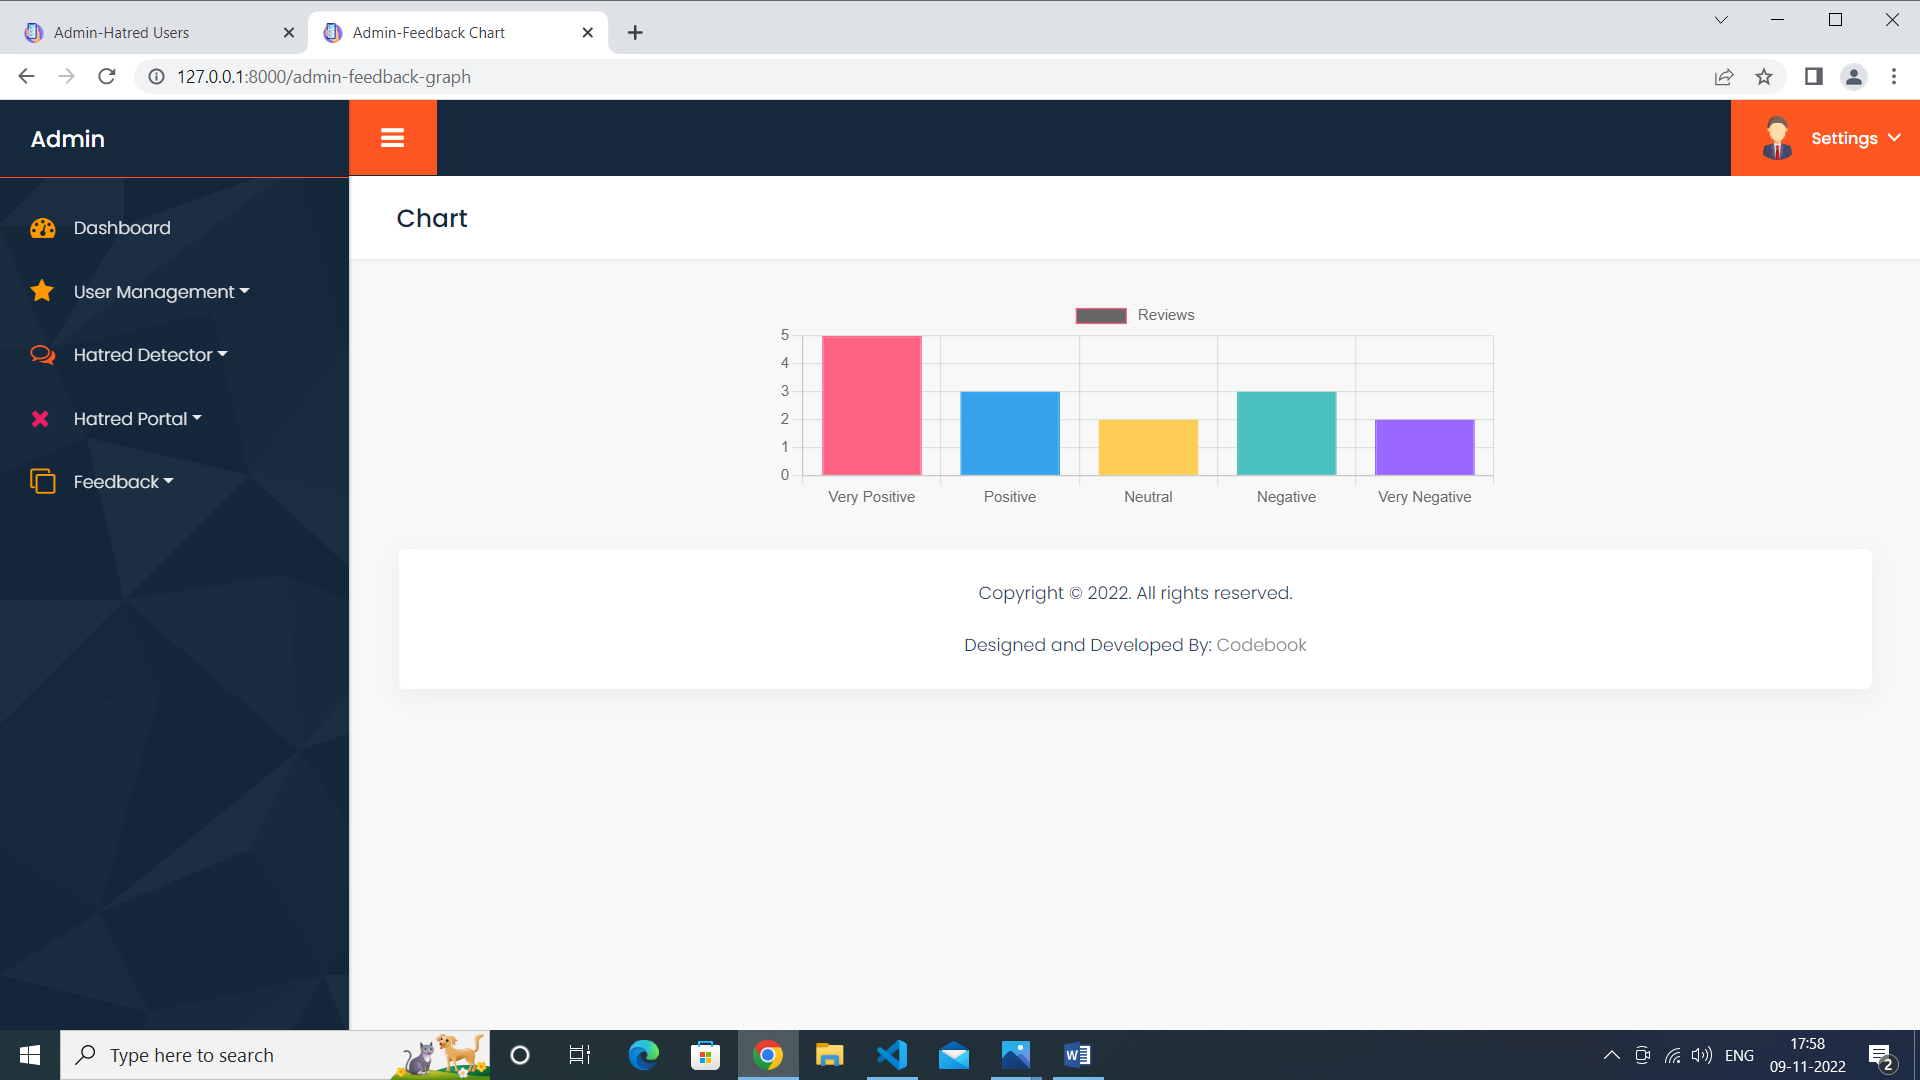 Admin-Hatred Users
Admin-Feedback Chart
127.0.0.1:8000/admin-feedback-graph
Admin
Settings
Dashboard
User Management
Hatred Detector
Hatred Portal
Feedback
Chart
Reviews
5
4
3
2
1
0
Very Positive
Positive
Neutral
Negative
Very Negative
Copyright © 2022. All rights reserved.
Designed and Developed By: Codebook
Type here to search
ENG
17:58
09-11-2022
2